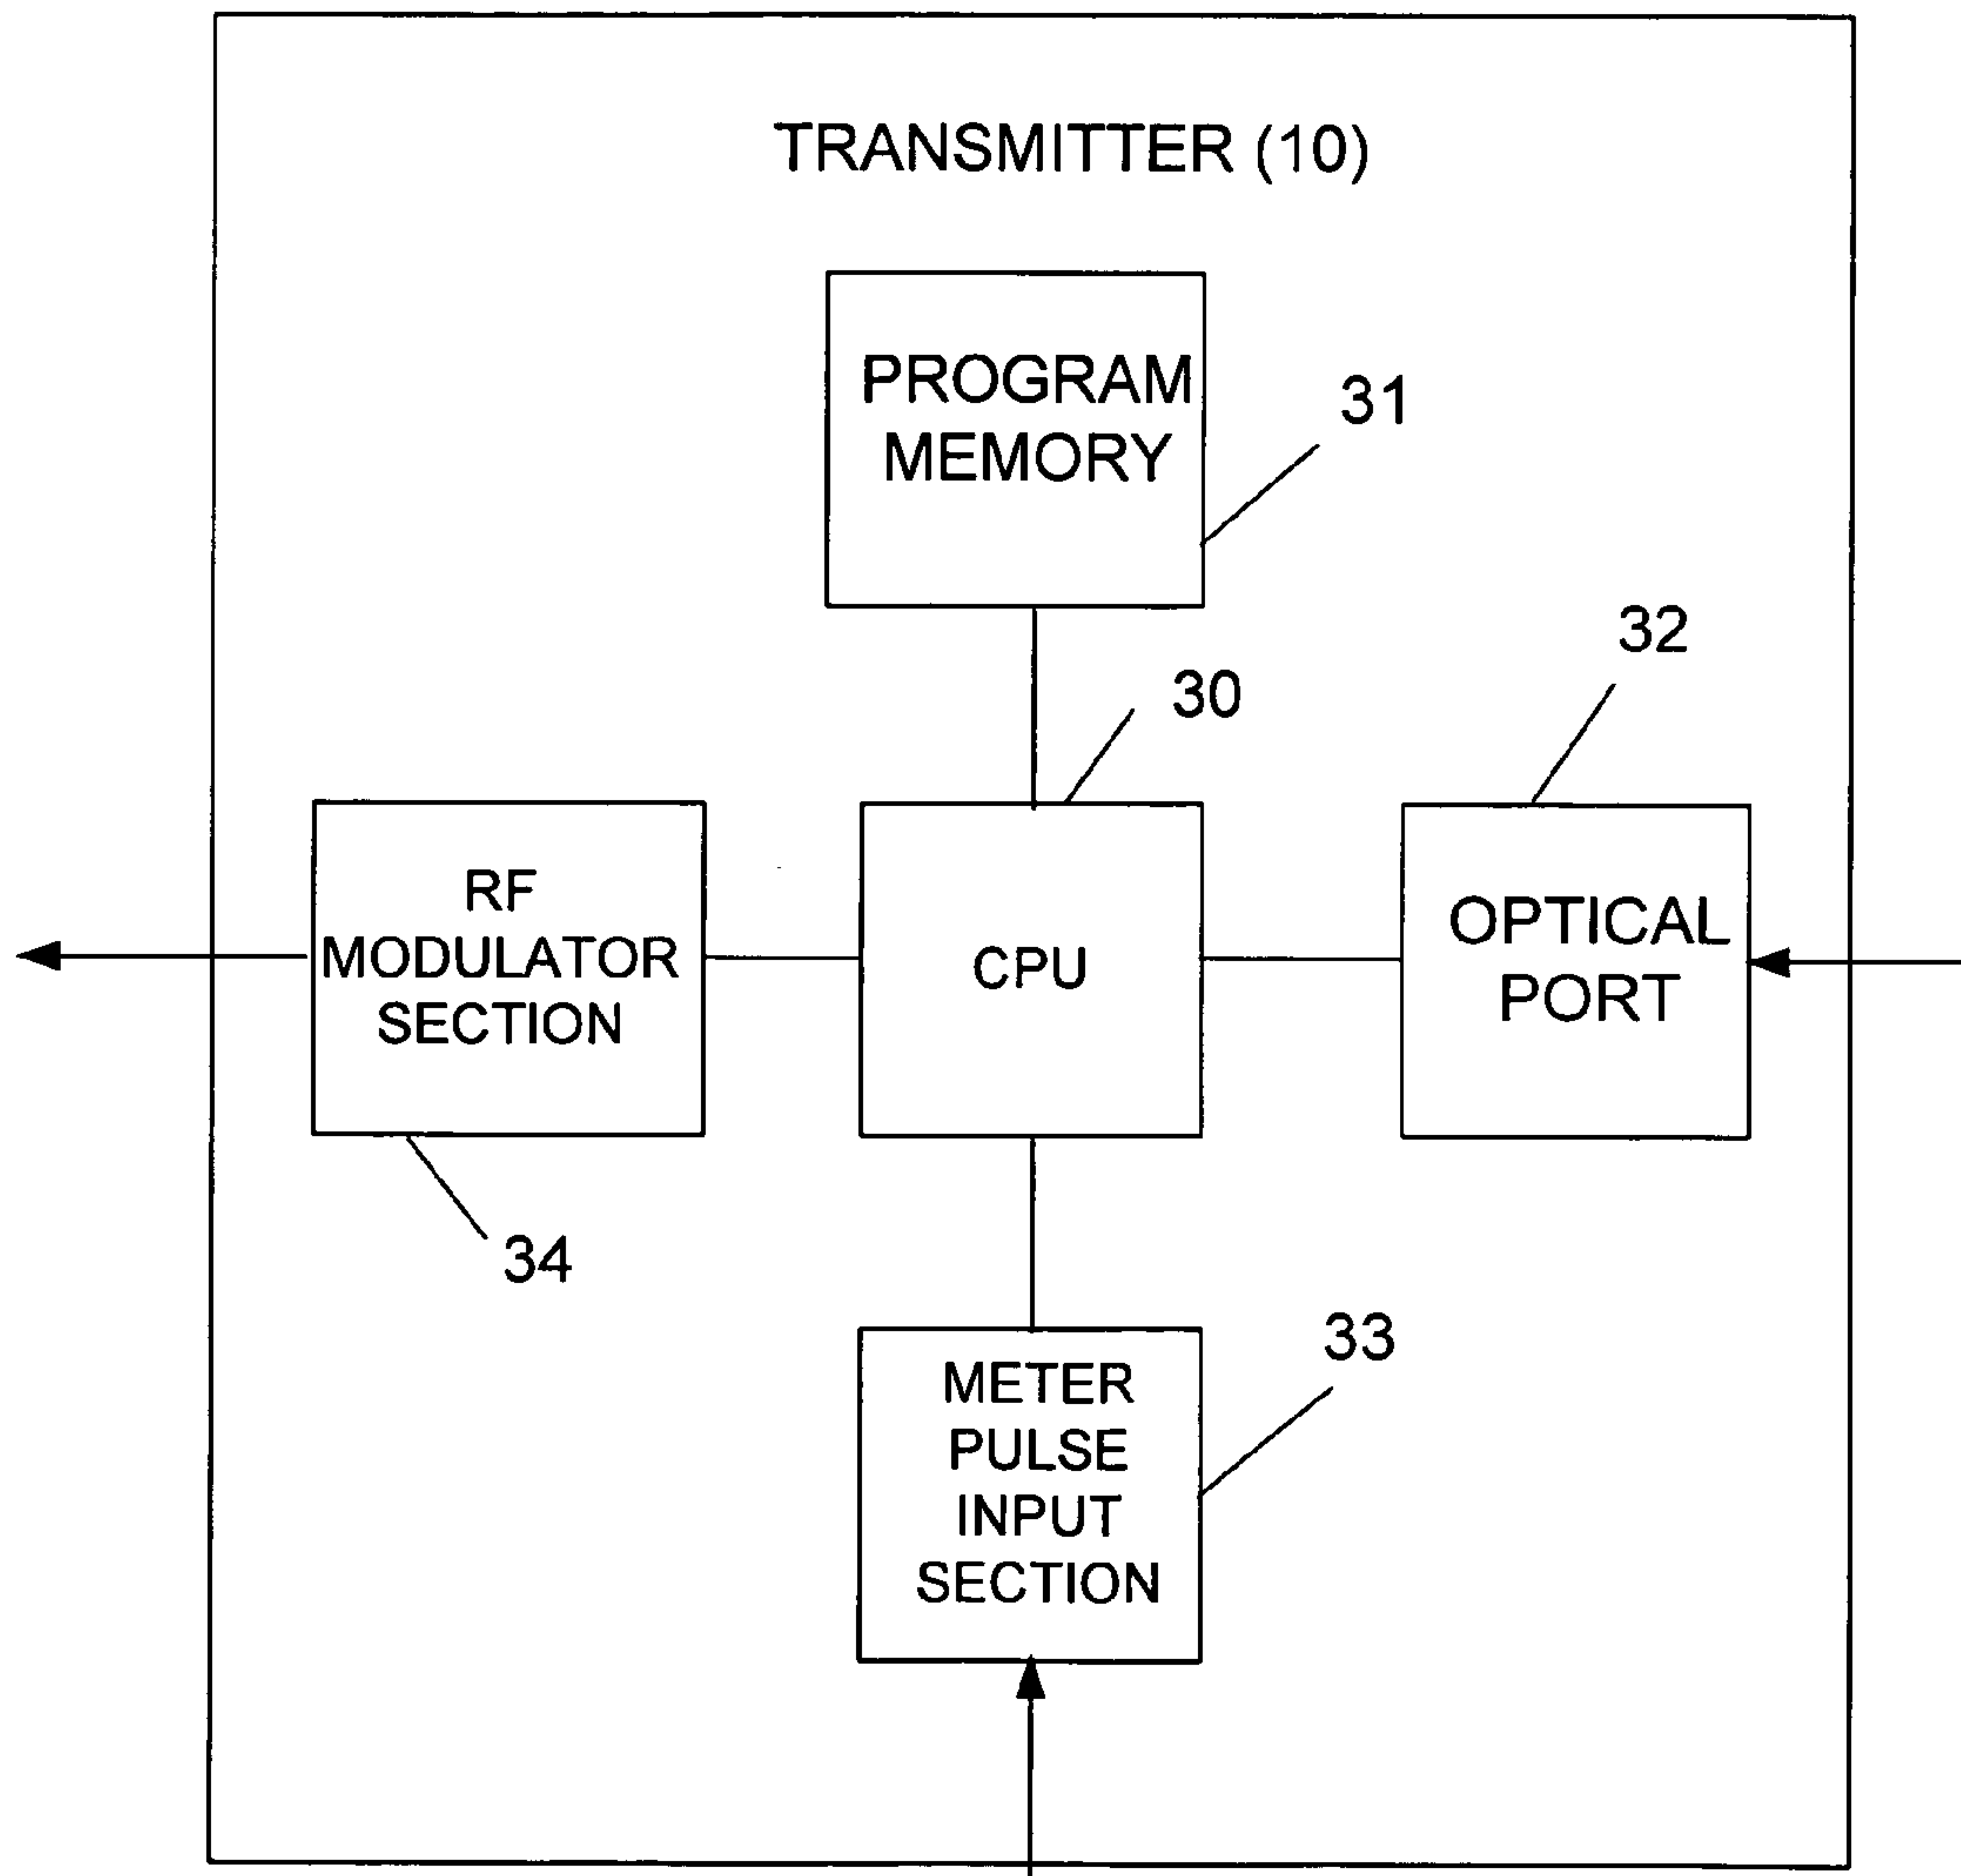 TRANSMITTER (10)
PROGRAM
MEMORY
31
32
30
RF
MODULATOR
SECTION
CPU
OPTICAL
PORT
34
33
METER
PULSE
INPUT
SECTION